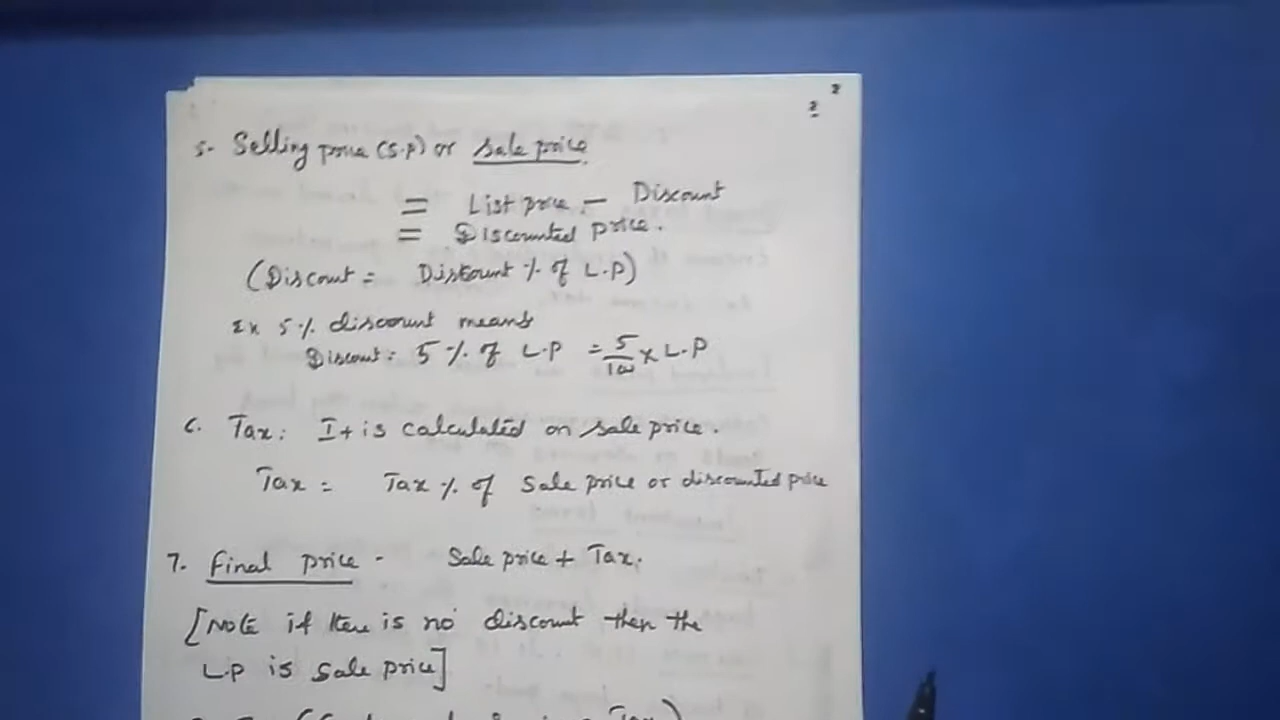 2
5. Selling price (S.P) or sale price.
= List price - Discount
= Discounted price.
(Discount = Discount % of L.P)
Ex 5% discount means
Discount = 5% of L.P = 5/100 x L.P
6. Tax: It is calculated on sale price.
Tax = Tax % of Sale price or discounted price
7. Final price - Sale price + Tax.
[Note if there is no discount then the
L.P is sale price]